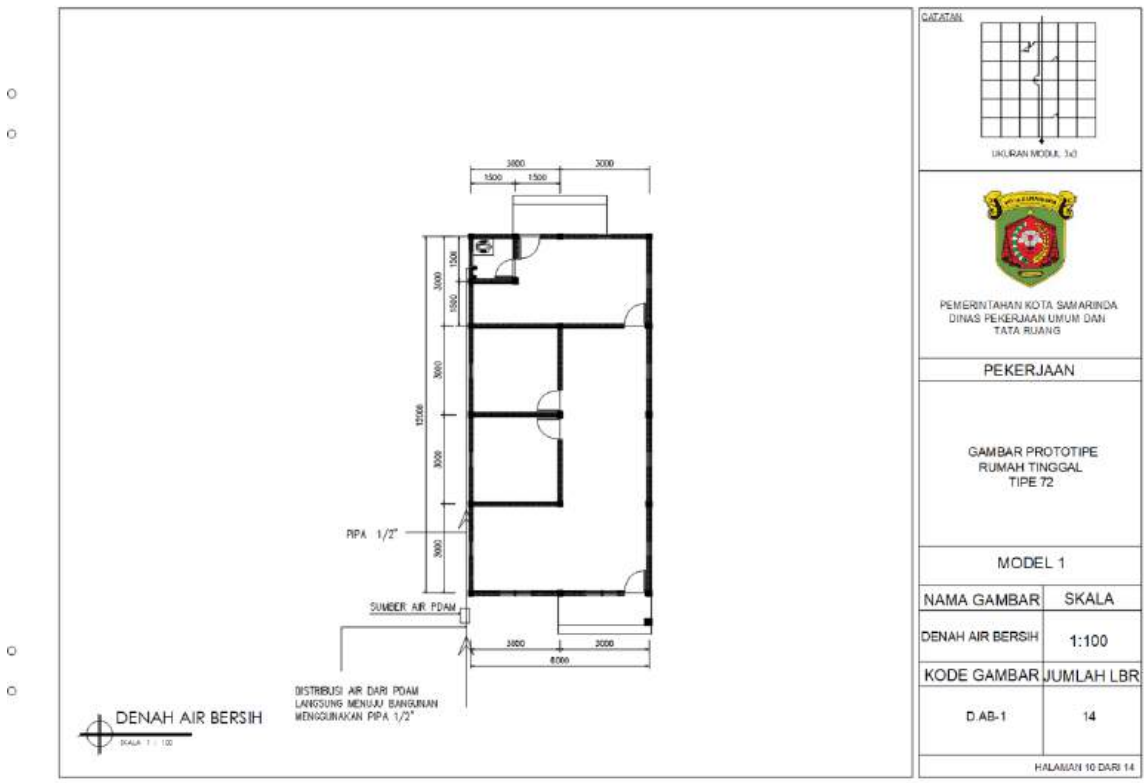 CATATAN
UKURAN MODUL 3x3
PEMERINTAHAN KOTA SAMARINDA
DINAS PEKERJAAN UMUM DAN
TATA RUANG
PEKERJAAN
GAMBAR PROTOTIPE
RUMAH TINGGAL
TIPE 72
MODEL 1
NAMA GAMBAR SKALA
DENAH AIR BERSIH 1:100
KODE GAMBAR JUMLAH LBR
D.AB-1 14
HALAMAN 10 DARI 14
3000 3000
1500 1500
1500
3000
1500
3000
12000
3000
3000
PIPA 1/2"
SUMBER AIR PDAM
3000 3000
6000
DISTRIBUSI AIR DARI PDAM
LANGSUNG MENUJU BANGUNAN
MENGGUNAKAN PIPA 1/2"
DENAH AIR BERSIH
SKALA 1 : 100